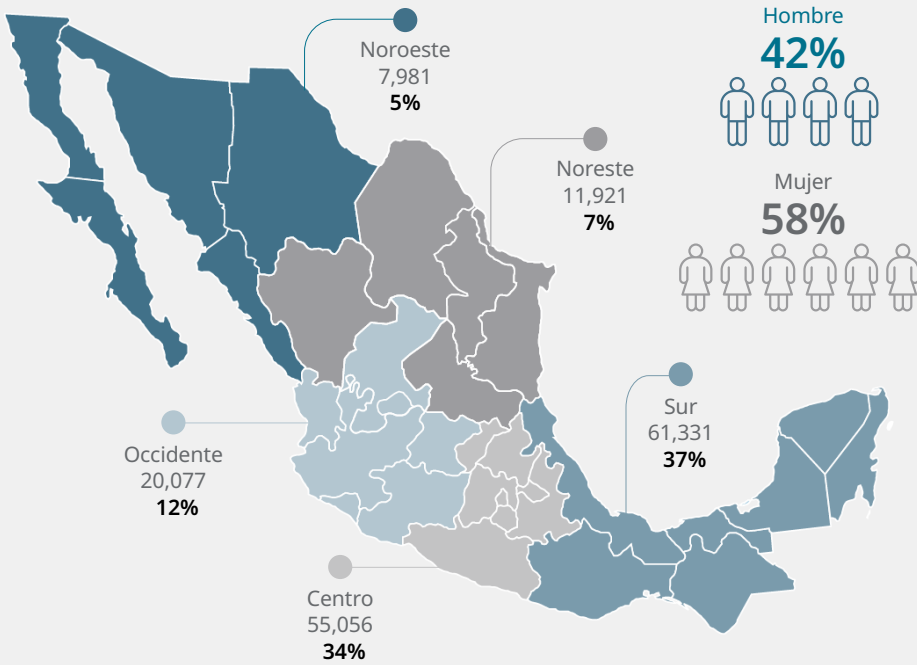 Hombre
42%
Noroeste
7,981
5%
Noreste
11,921
7%
Mujer
58%
Sur
61,331
37%
Occidente
20,077
12%
Centro
55,056
34%